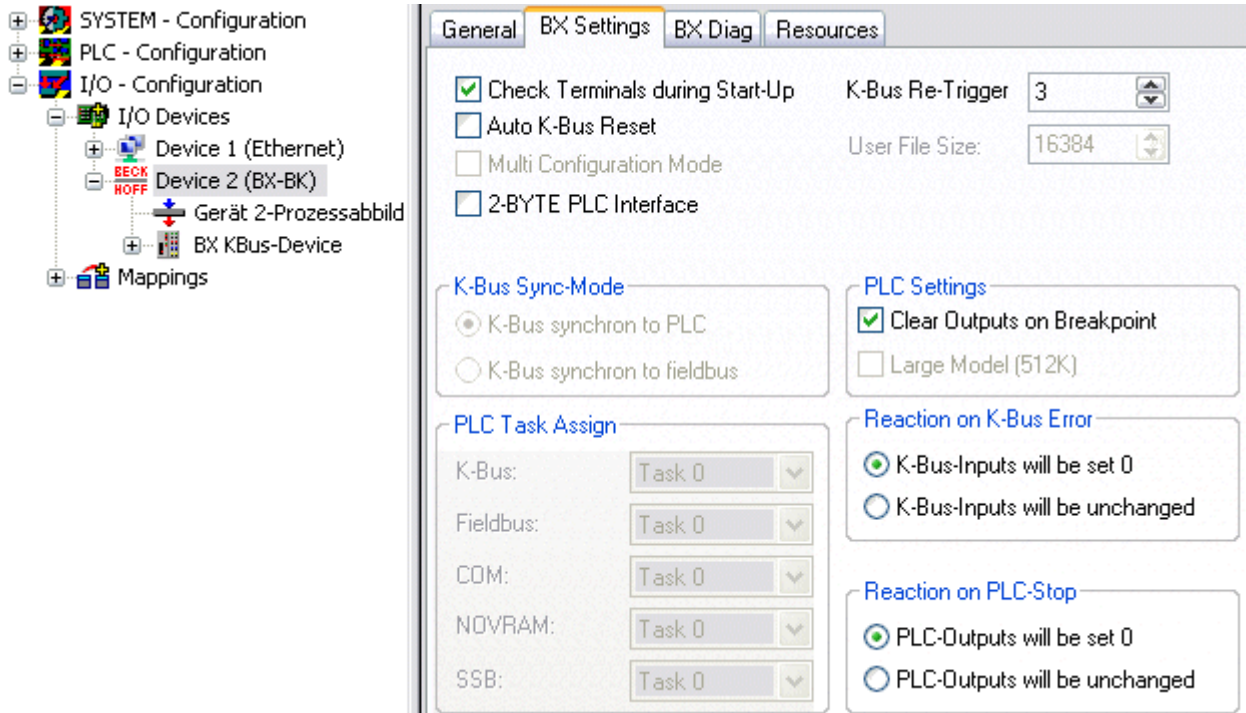 SYSTEM - Configuration
PLC - Configuration
I/O - Configuration
I/O Devices
Device 1 (Ethernet)
BECK
HOFF
Device 2 (BX-BK)
Gerät 2-Prozessabbild
BX KBus-Device
Mappings
General BX Settings BX Diag Resources
Check Terminals during Start-Up
Auto K-Bus Reset
Multi Configuration Mode
2-BYTE PLC Interface
K-Bus Re-Trigger 3
User File Size: 16384
K-Bus Sync-Mode
K-Bus synchron to PLC
K-Bus synchron to fieldbus
PLC Settings
Clear Outputs on Breakpoint
Large Model (512K)
PLC Task Assign
K-Bus: Task 0
Fieldbus: Task 0
COM: Task 0
NOVRAM: Task 0
SSB: Task 0
Reaction on K-Bus Error
K-Bus-Inputs will be set 0
K-Bus-Inputs will be unchanged
Reaction on PLC-Stop
PLC-Outputs will be set 0
PLC-Outputs will be unchanged